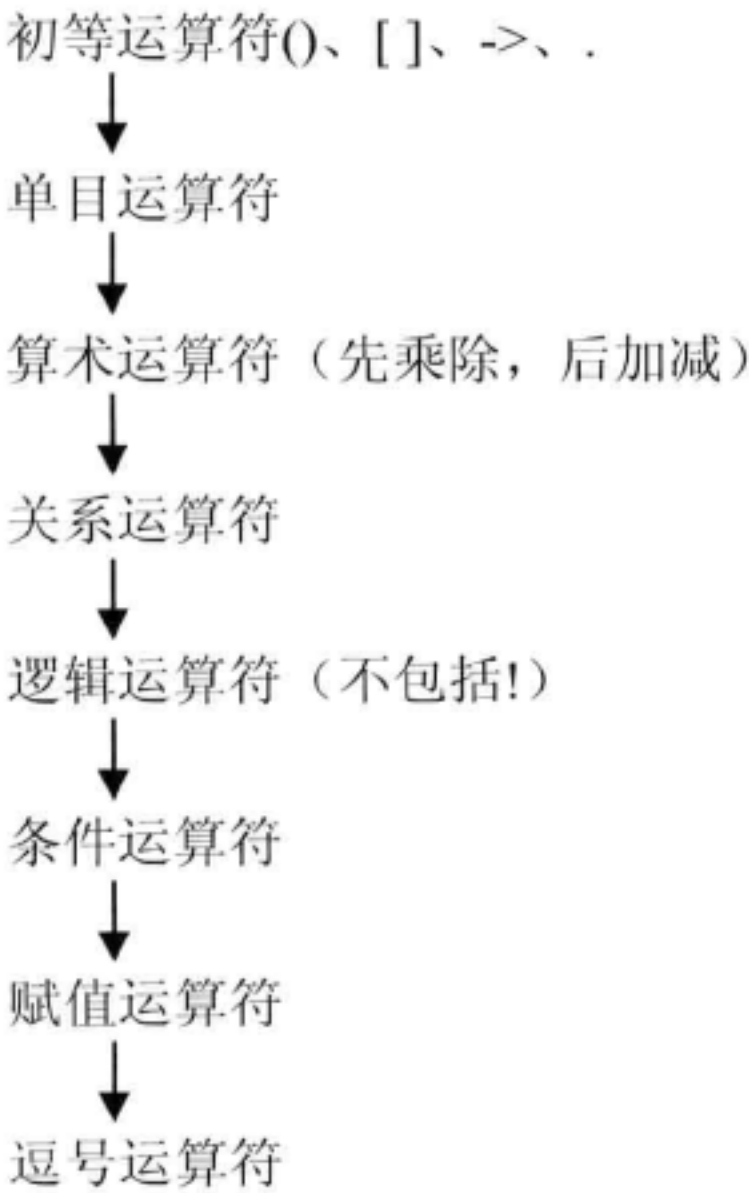 初等运算符()、[ ]、->、.
单目运算符
算术运算符（先乘除，后加减）
关系运算符
逻辑运算符（不包括!）
条件运算符
赋值运算符
逗号运算符